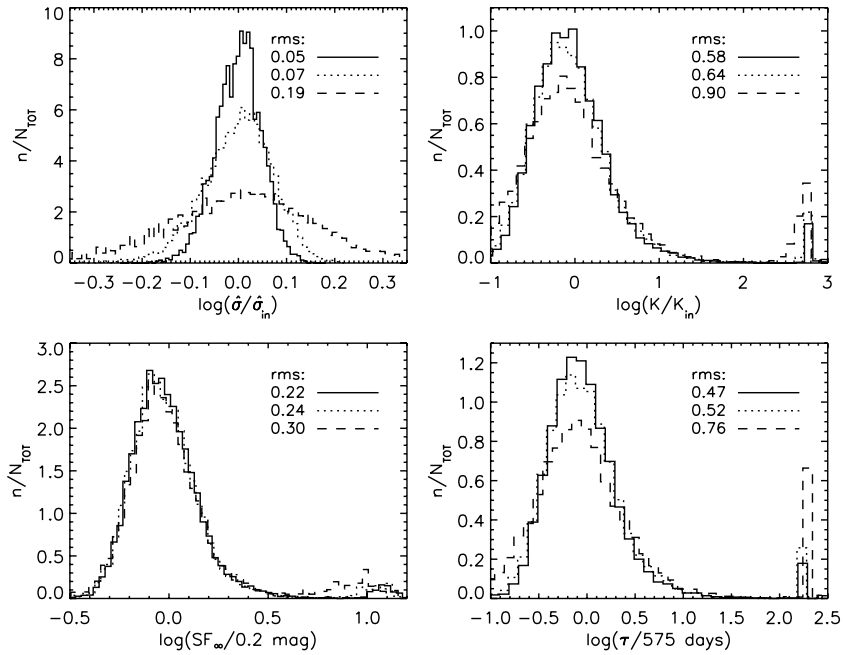 10
8
6
4
2
0
n/N_TOT
rms:
0.05
0.07
0.19
-0.3 -0.2 -0.1 0.0 0.1 0.2 0.3
log(σ̂/σ̂_in)
1.0
0.8
0.6
0.4
0.2
0.0
n/N_TOT
rms:
0.58
0.64
0.90
-1 0 1 2 3
log(K/K_in)
3.0
2.5
2.0
1.5
1.0
0.5
0.0
n/N_TOT
rms:
0.22
0.24
0.30
-0.5 0.0 0.5 1.0
log(SF_∞/0.2 mag)
1.2
1.0
0.8
0.6
0.4
0.2
0.0
n/N_TOT
rms:
0.47
0.52
0.76
-1.0 -0.5 0.0 0.5 1.0 1.5 2.0 2.5
log(τ/575 days)